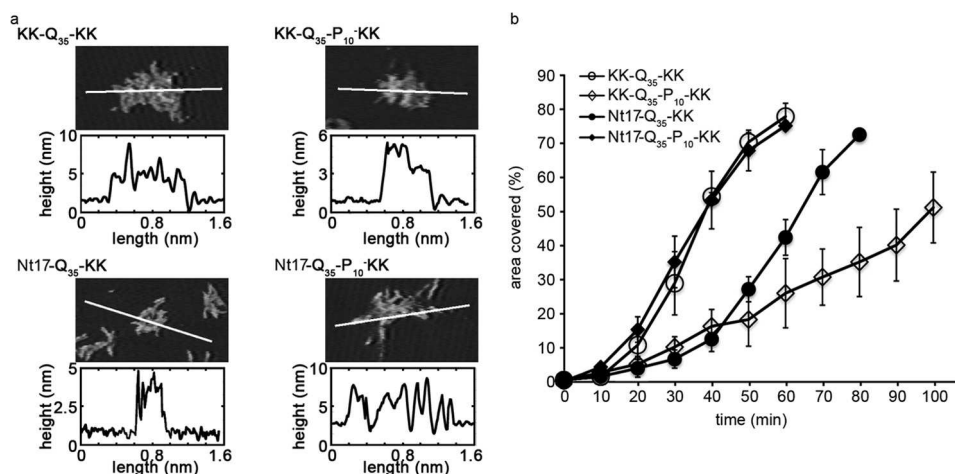 a
KK-Q35-KK
KK-Q35-P10-KK
height (nm)
10
5
0
0
0.8
1.6
length (nm)
height (nm)
6
3
0
0
0.8
1.6
length (nm)
Nt17-Q35-KK
Nt17-Q35-P10-KK
height (nm)
5
2.5
0
0
0.8
1.6
length (nm)
height (nm)
10
5
0
0
0.8
1.6
length (nm)
b
area covered (%)
90
80
70
60
50
40
30
20
10
0
KK-Q35-KK
KK-Q35-P10-KK
Nt17-Q35-KK
Nt17-Q35-P10-KK
0 10 20 30 40 50 60 70 80 90 100
time (min)